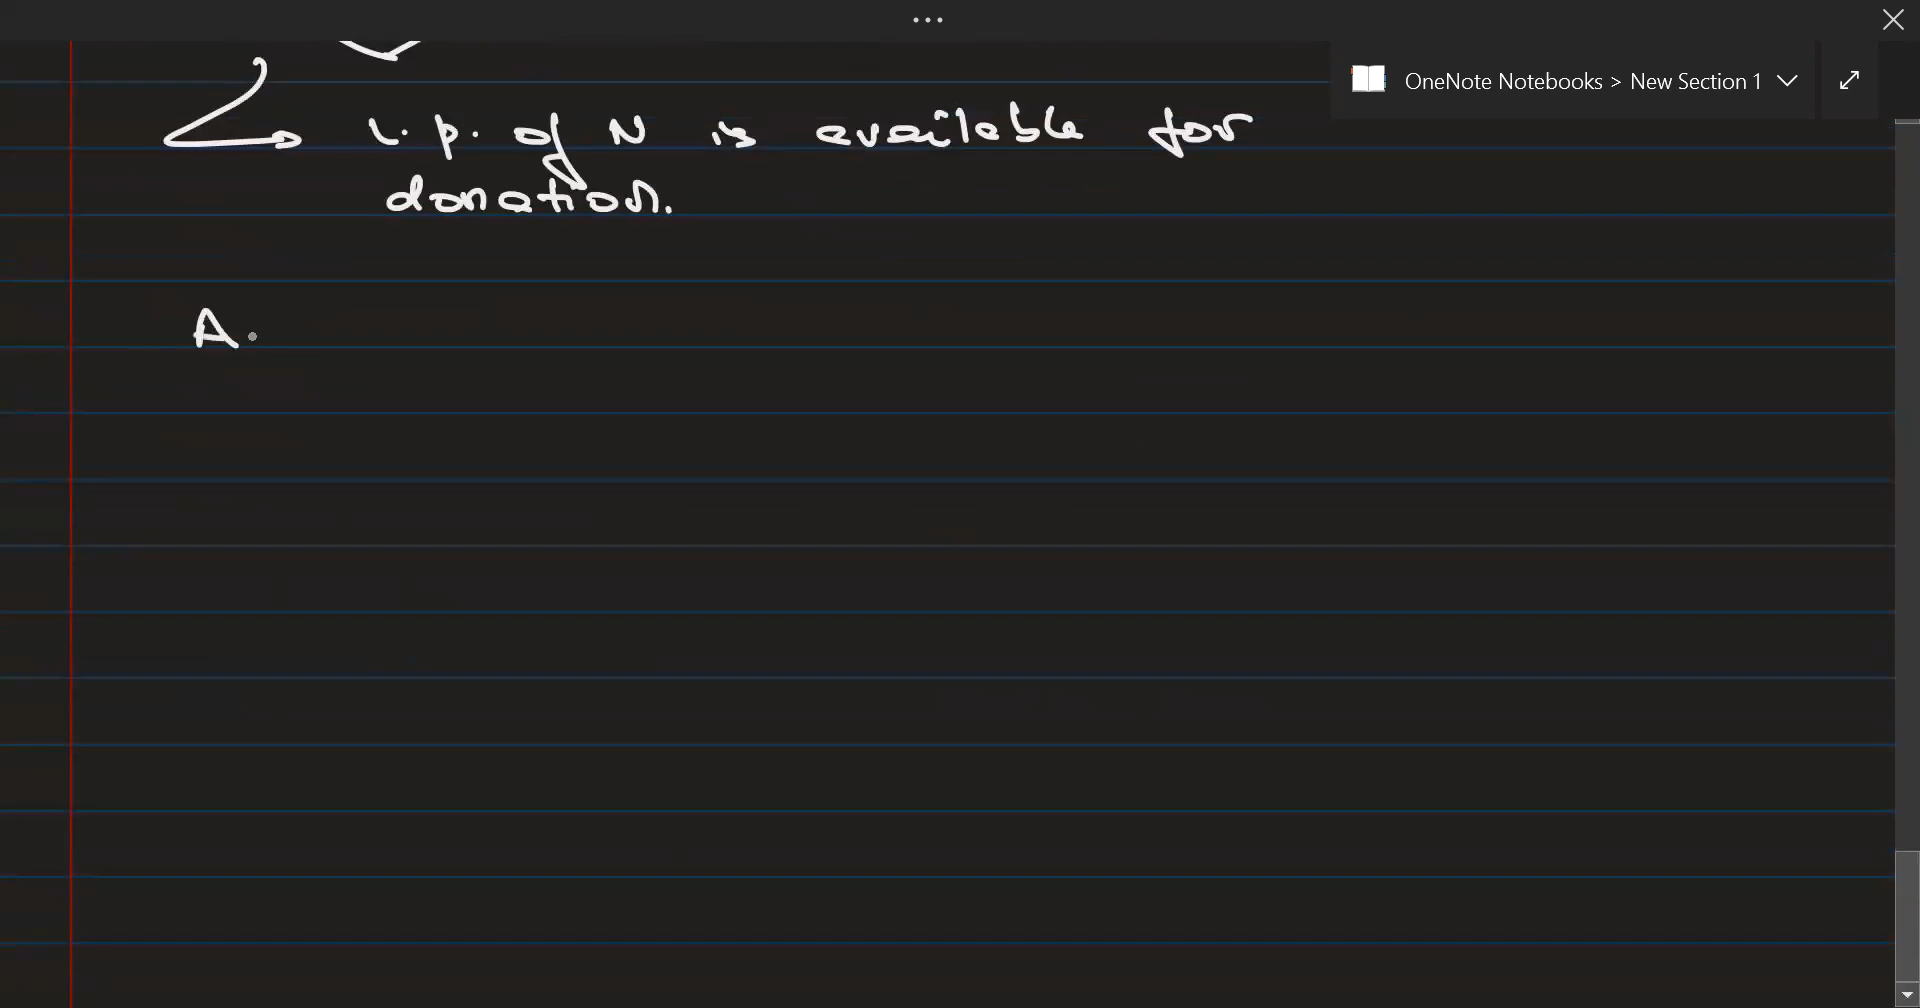 ...
OneNote Notebooks > New Section 1
l.p. of N is available for
donation.
A